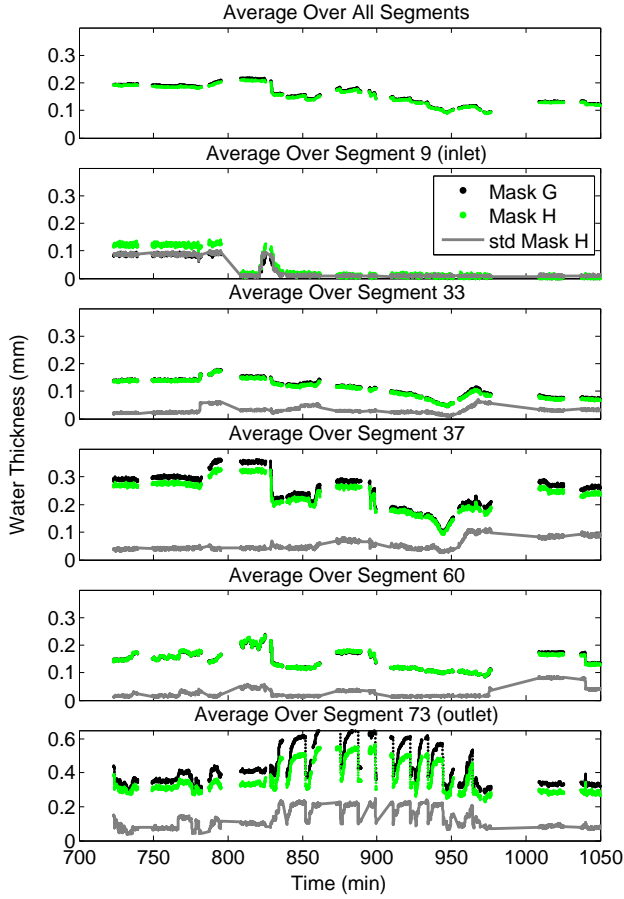 Average Over All Segments
0.3
0.2
0.1
0
Average Over Segment 9 (inlet)
0.3
0.2
0.1
0
Mask G
Mask H
std Mask H
Average Over Segment 33
0.3
0.2
0.1
0
Water Thickness (mm)
Average Over Segment 37
0.3
0.2
0.1
0
Average Over Segment 60
0.3
0.2
0.1
0
Average Over Segment 73 (outlet)
0.6
0.4
0.2
0
700 750 800 850 900 950 1000 1050
Time (min)